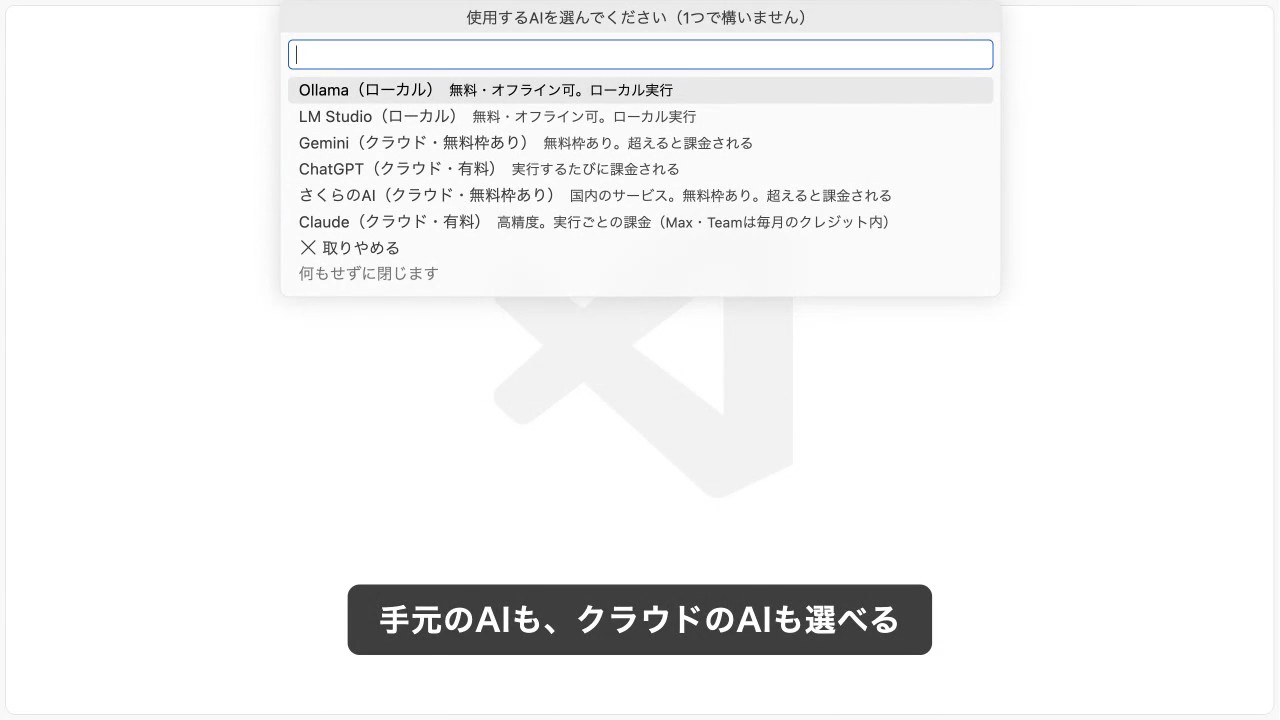 使用するAIを選んでください（1つで構いません）
Ollama（ローカル） 無料・オフライン可。ローカル実行
LM Studio（ローカル） 無料・オフライン可。ローカル実行
Gemini（クラウド・無料枠あり） 無料枠あり。超えると課金される
ChatGPT（クラウド・有料） 実行するたびに課金される
さくらのAI（クラウド・無料枠あり） 国内のサービス。無料枠あり。超えると課金される
Claude（クラウド・有料） 高精度。実行ごとの課金（Max・Teamは毎月のクレジット内）
取りやめる
何もせずに閉じます
手元のAIも、クラウドのAIも選べる